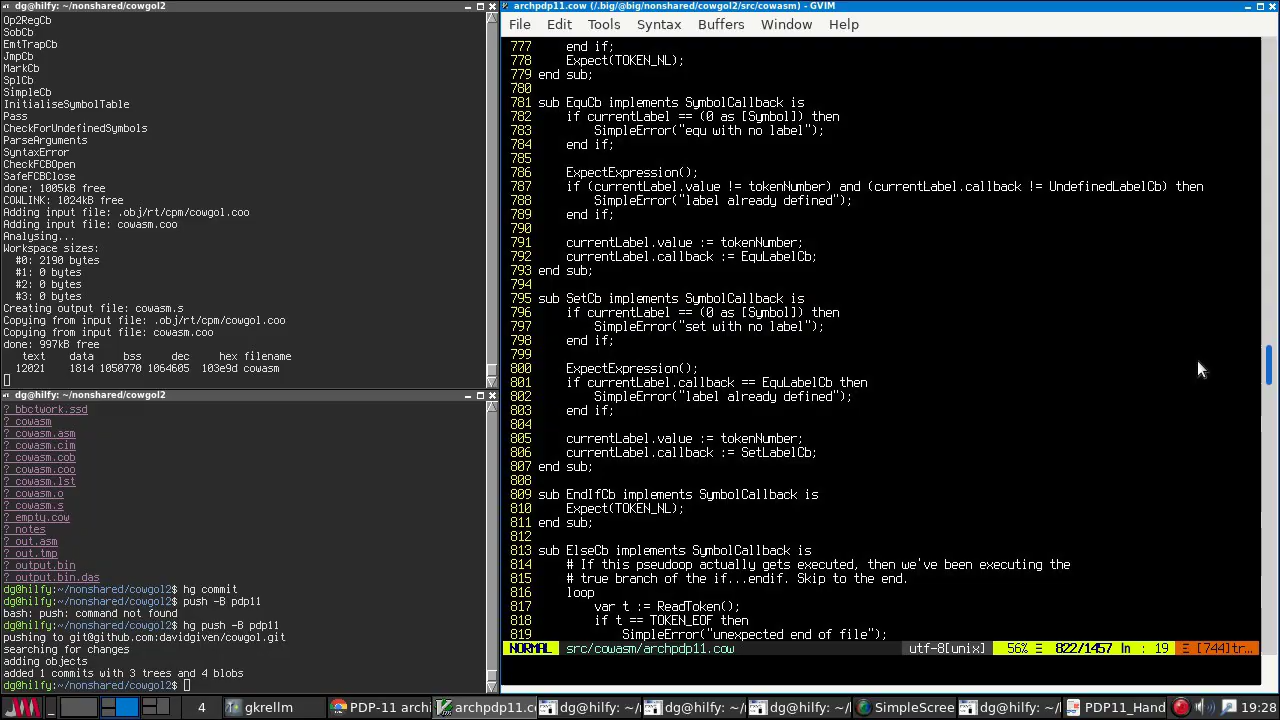 dg@hilfy: ~/nonshared/cowgol2
Op2RegCb
SobCb
EmtTrapCb
JmpCb
MarkCb
SplCb
SimpleCb
InitialiseSymbolTable
Pass
CheckForUndefinedSymbols
ParseArguments
SyntaxError
CheckFCBOpen
SafeFCBClose
done: 1005kB free
COWLINK: 1024kB free
Adding input file: .obj/rt/cpm/cowgol.coo
Adding input file: cowasm.coo
Analysing...
Workspace sizes:
  #0: 2190 bytes
  #1: 0 bytes
  #2: 0 bytes
  #3: 0 bytes
Creating output file: cowasm.s
Copying from input file: .obj/rt/cpm/cowgol.coo
Copying from input file: cowasm.coo
done: 997kB free
   text    data     bss     dec     hex filename
  12021    1814 1050770 1064605  103e9d cowasm
dg@hilfy: ~/nonshared/cowgol2
? bbctwork.ssd
? cowasm
? cowasm.asm
? cowasm.cim
? cowasm.cob
? cowasm.coo
? cowasm.lst
? cowasm.o
? cowasm.s
? empty.cow
? notes
? out.asm
? out.tmp
? output.bin
? output.bin.das
dg@hilfy:~/nonshared/cowgol2$ hg commit
dg@hilfy:~/nonshared/cowgol2$ push -B pdp11
bash: push: command not found
dg@hilfy:~/nonshared/cowgol2$ hg push -B pdp11
pushing to git@github.com:davidgiven/cowgol.git
searching for changes
adding objects
added 1 commits with 3 trees and 4 blobs
dg@hilfy:~/nonshared/cowgol2$
archpdp11.cow (/.big/@big/nonshared/cowgol2/src/cowasm) - GVIM
File Edit Tools Syntax Buffers Window Help
777     end if;
778     Expect(TOKEN_NL);
779 end sub;
780
781 sub EquCb implements SymbolCallback is
782     if currentLabel == (0 as [Symbol]) then
783         SimpleError("equ with no label");
784     end if;
785
786     ExpectExpression();
787     if (currentLabel.value != tokenNumber) and (currentLabel.callback != UndefinedLabelCb) then
788         SimpleError("label already defined");
789     end if;
790
791     currentLabel.value := tokenNumber;
792     currentLabel.callback := EquLabelCb;
793 end sub;
794
795 sub SetCb implements SymbolCallback is
796     if currentLabel == (0 as [Symbol]) then
797         SimpleError("set with no label");
798     end if;
799
800     ExpectExpression();
801     if currentLabel.callback == EquLabelCb then
802         SimpleError("label already defined");
803     end if;
804
805     currentLabel.value := tokenNumber;
806     currentLabel.callback := SetLabelCb;
807 end sub;
808
809 sub EndIfCb implements SymbolCallback is
810     Expect(TOKEN_NL);
811 end sub;
812
813 sub ElseCb implements SymbolCallback is
814     # If this pseudoop actually gets executed, then we've been executing the
815     # true branch of the if...endif. Skip to the end.
816     loop
817         var t := ReadToken();
818         if t == TOKEN_EOF then
819             SimpleError("unexpected end of file");
NORMAL src/cowasm/archpdp11.cow utf-8[unix] 56% Ξ 822/1457 ln : 19 Ξ [744]tr…
4 gkrellm PDP-11 archi archpdp11.c dg@hilfy: ~/ dg@hilfy: ~/ dg@hilfy: ~/ SimpleScree dg@hilfy: ~/ PDP11_Hand 19:28